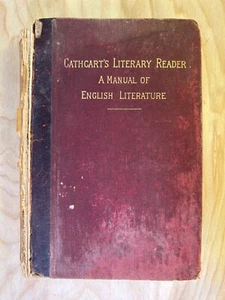 CATHCART'S LITERARY READER
A MANUAL OF
ENGLISH LITERATURE